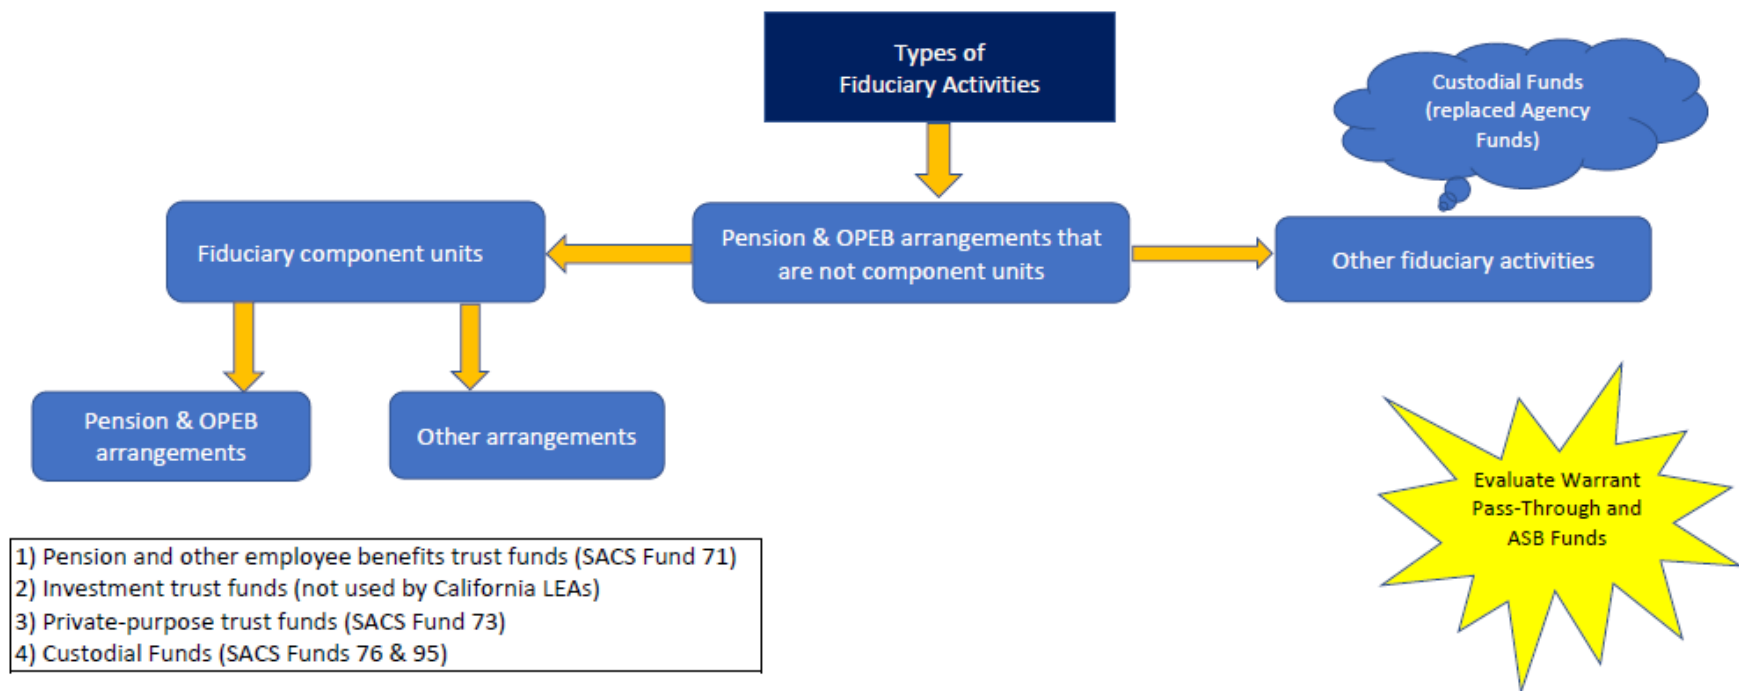 Types of
Fiduciary Activities
Custodial Funds
(replaced Agency
Funds)
Fiduciary component units
Pension & OPEB arrangements that
are not component units
Other fiduciary activities
Pension & OPEB
arrangements
Other arrangements
Evaluate Warrant
Pass-Through and
ASB Funds
1) Pension and other employee benefits trust funds (SACS Fund 71)
2) Investment trust funds (not used by California LEAs)
3) Private-purpose trust funds (SACS Fund 73)
4) Custodial Funds (SACS Funds 76 & 95)